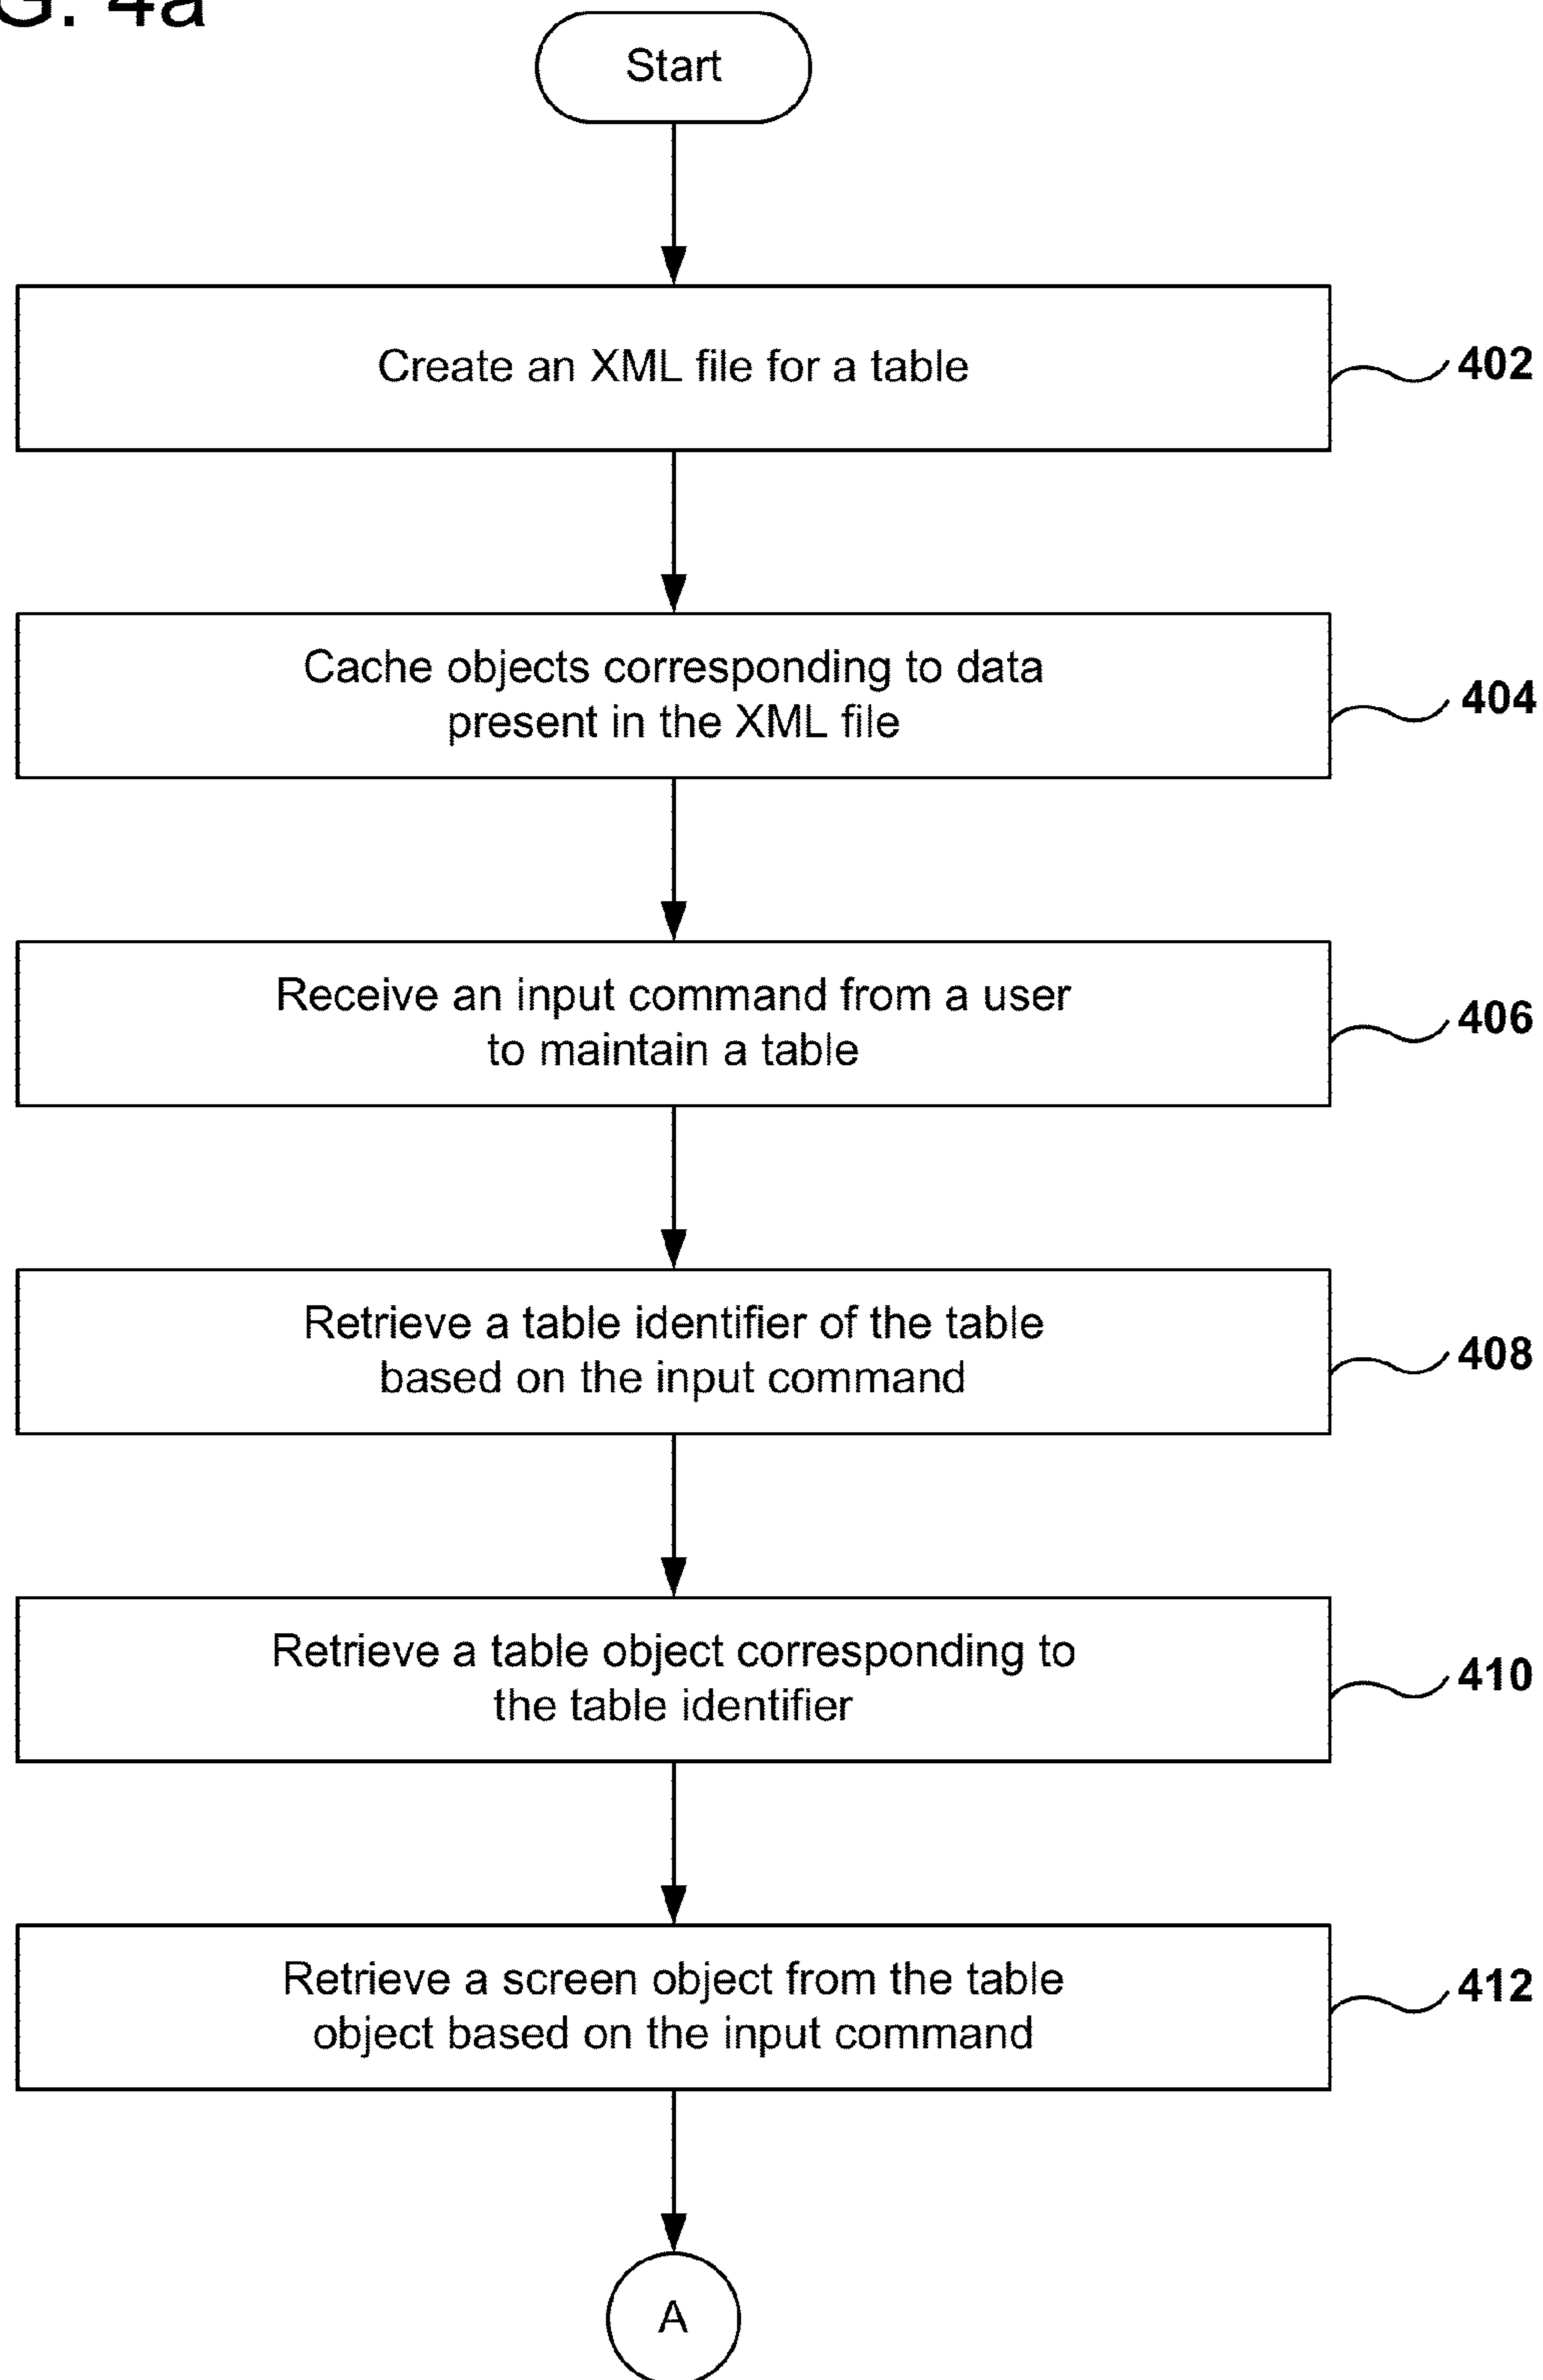 G. 4a
Start
Create an XML file for a table
402
Cache objects corresponding to data
present in the XML file
404
Receive an input command from a user
to maintain a table
406
Retrieve a table identifier of the table
based on the input command
408
Retrieve a table object corresponding to
the table identifier
410
Retrieve a screen object from the table
object based on the input command
412
A